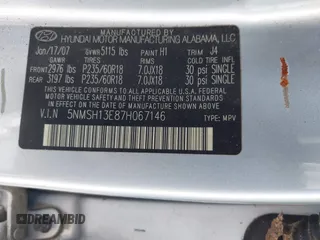 HYUNDAI
MANUFACTURED BY
HYUNDAI MOTOR MANUFACTURING ALABAMA, LLC
Jan/17/07 GVWR 5115 lbs PAINT H1 TRIM J4
GAWR TIRES RIMS COLD TIRE PRESSURE
FRONT 2976 lbs P235/60R18 7.0JX18 30 psi SINGLE
REAR 3197 lbs P235/60R18 7.0JX18 30 psi SINGLE
THIS VEHICLE CONFORMS TO ALL APPLICABLE U.S. FEDERAL MOTOR VEHICLE
SAFETY AND THEFT PREVENTION STANDARDS IN EFFECT ON THE DATE OF
MANUFACTURE SHOWN ABOVE.
V.I.N 5NMSH13E87H067146 TYPE: MPV
DREAMBID